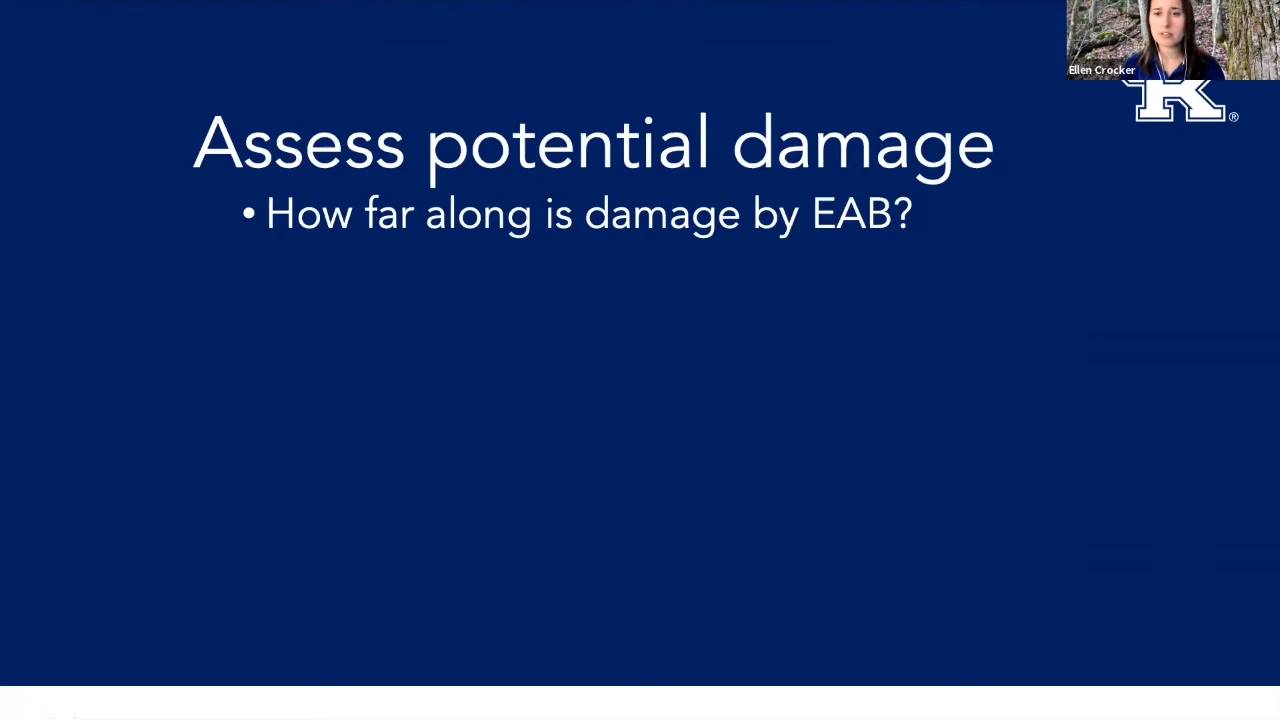 Ellen Crocker
K®
Assess potential damage
• How far along is damage by EAB?